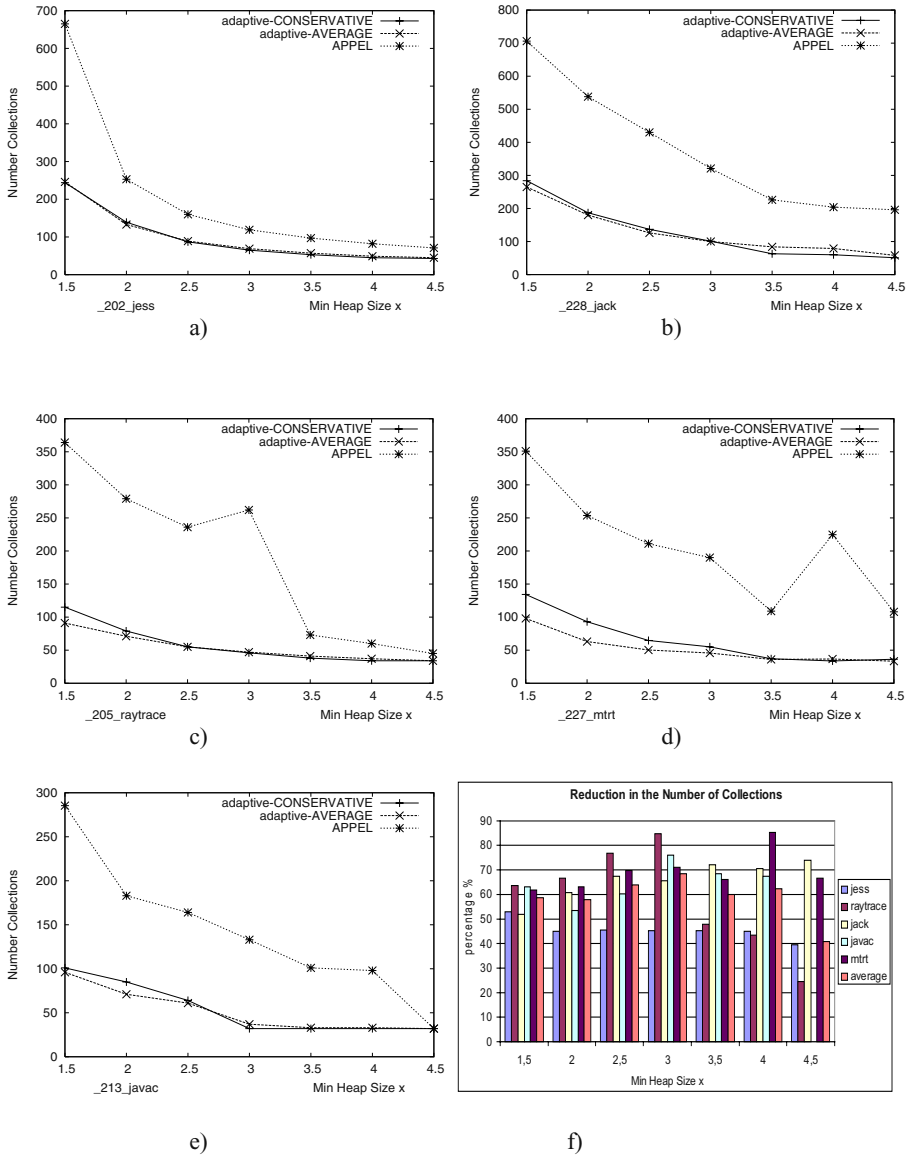 adaptive-CONSERVATIVE
adaptive-AVERAGE
APPEL
Number Collections
700
600
500
400
300
200
100
0
1.5 2 2.5 3 3.5 4 4.5
_202_jess Min Heap Size x
a)
adaptive-CONSERVATIVE
adaptive-AVERAGE
APPEL
Number Collections
800
700
600
500
400
300
200
100
0
1.5 2 2.5 3 3.5 4 4.5
_228_jack Min Heap Size x
b)
adaptive-CONSERVATIVE
adaptive-AVERAGE
APPEL
Number Collections
400
350
300
250
200
150
100
50
0
1.5 2 2.5 3 3.5 4 4.5
_205_raytrace Min Heap Size x
c)
adaptive-CONSERVATIVE
adaptive-AVERAGE
APPEL
Number Collections
400
350
300
250
200
150
100
50
0
1.5 2 2.5 3 3.5 4 4.5
_227_mtrt Min Heap Size x
d)
adaptive-CONSERVATIVE
adaptive-AVERAGE
APPEL
Number Collections
300
250
200
150
100
50
0
1.5 2 2.5 3 3.5 4 4.5
_213_javac Min Heap Size x
e)
Reduction in the Number of Collections
percentage %
90
80
70
60
50
40
30
20
10
0
1,5 2 2,5 3 3,5 4 4,5
Min Heap Size x
jess
raytrace
jack
javac
mtrt
average
f)